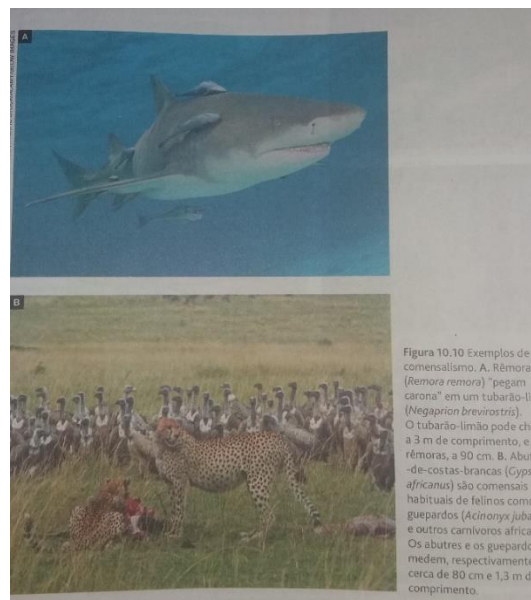 A
B
Figura 10.10 Exemplos de
comensalismo. A. Rêmora
(Remora remora) "pegam
carona" em um tubarão-li
(Negaprion brevirostris).
O tubarão-limão pode ch
a 3 m de comprimento, e
rêmoras, a 90 cm. B. Abu
-de-costas-brancas (Gyps
africanus) são comensais
habituais de felinos com
guepardos (Acinonyx juba
e outros carnívoros africa
Os abutres e os guepardo
medem, respectivamente
cerca de 80 cm e 1,3 m d
comprimento.